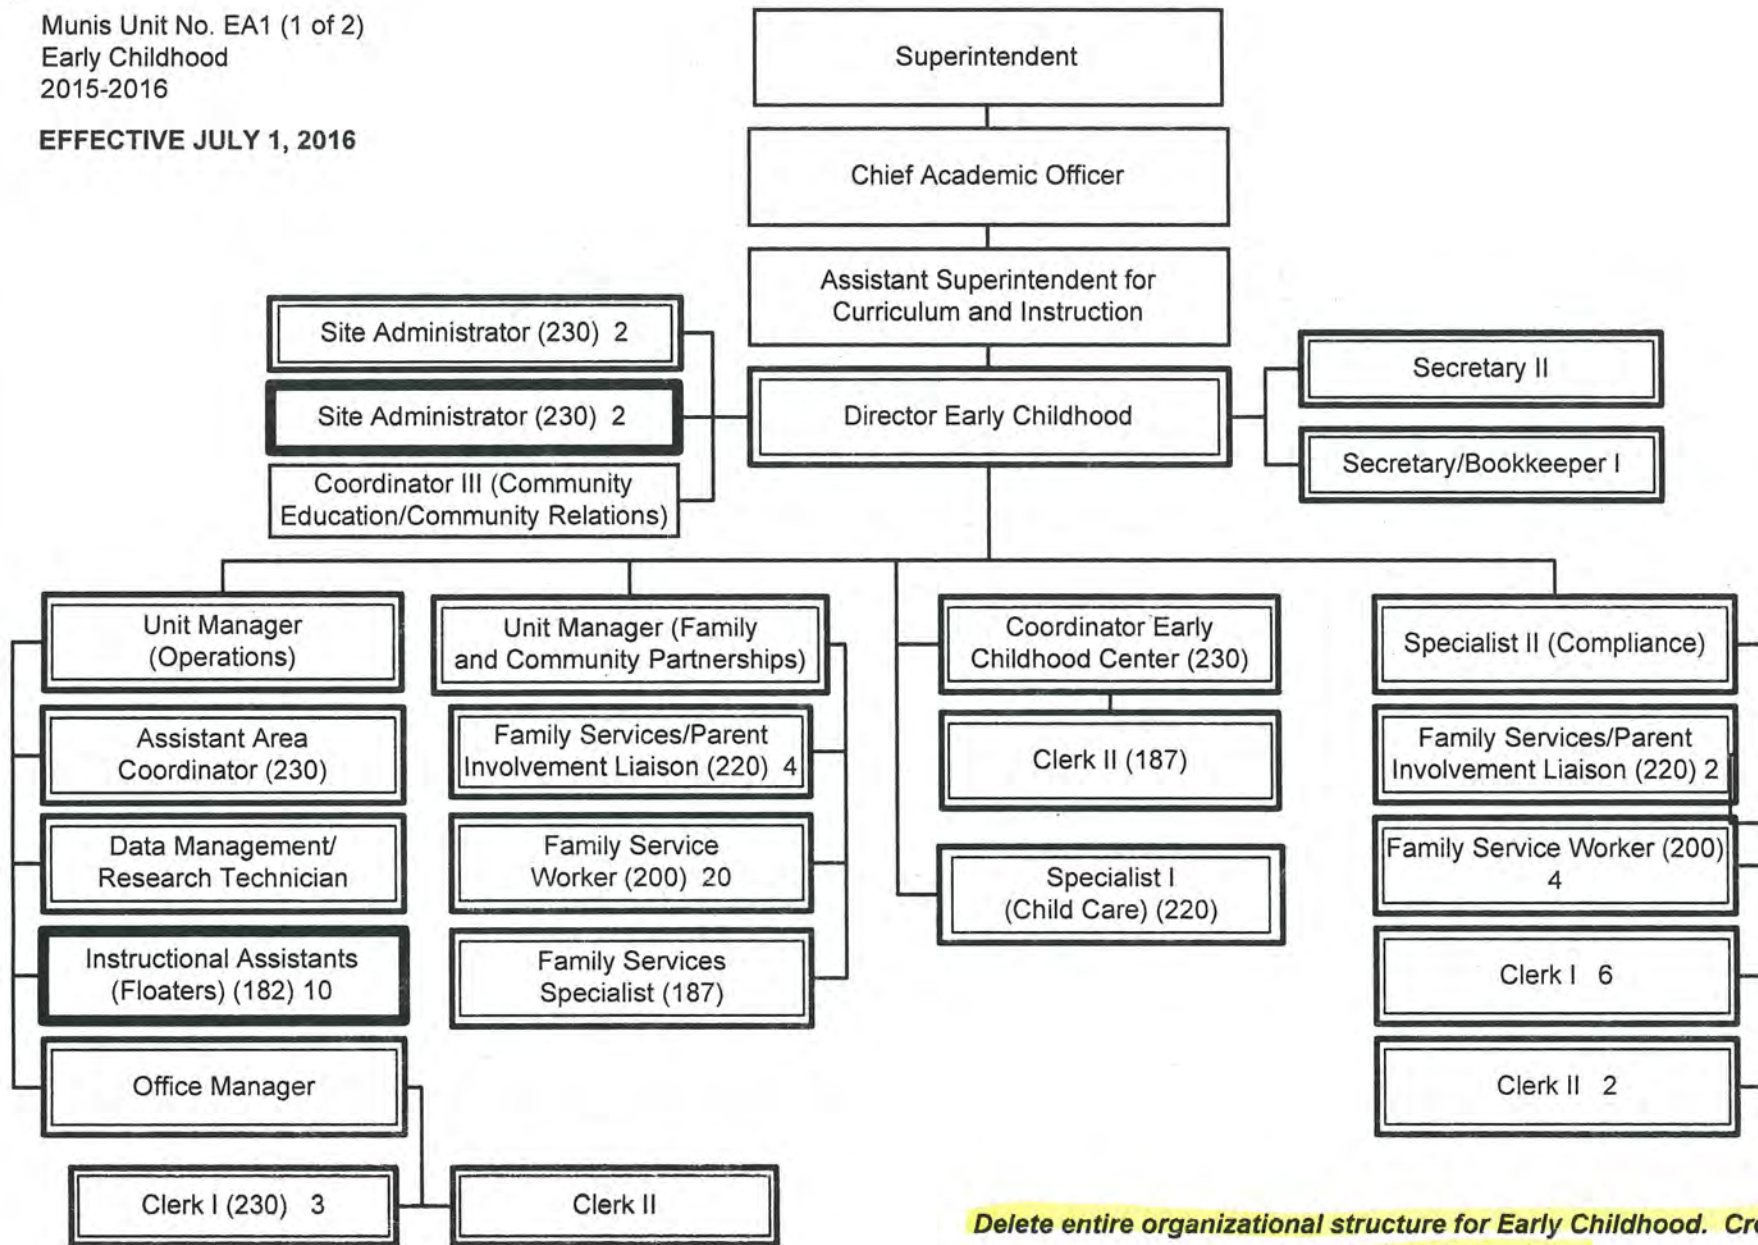 Munis Unit No. EA1 (1 of 2)
Early Childhood
2015-2016
EFFECTIVE JULY 1, 2016
Superintendent
Chief Academic Officer
Assistant Superintendent for
Curriculum and Instruction
Site Administrator (230) 2
Site Administrator (230) 2
Coordinator III (Community
Education/Community Relations)
Director Early Childhood
Secretary II
Secretary/Bookkeeper I
Unit Manager
(Operations)
Assistant Area
Coordinator (230)
Data Management/
Research Technician
Instructional Assistants
(Floaters) (182) 10
Office Manager
Clerk I (230) 3
Clerk II
Unit Manager (Family
and Community Partnerships)
Family Services/Parent
Involvement Liaison (220) 4
Family Service
Worker (200) 20
Family Services
Specialist (187)
Coordinator Early
Childhood Center (230)
Clerk II (187)
Specialist I
(Child Care) (220)
Specialist II (Compliance)
Family Services/Parent
Involvement Liaison (220) 2
Family Service Worker (200)
4
Clerk I 6
Clerk II 2
Delete entire organizational structure for Early Childhood.